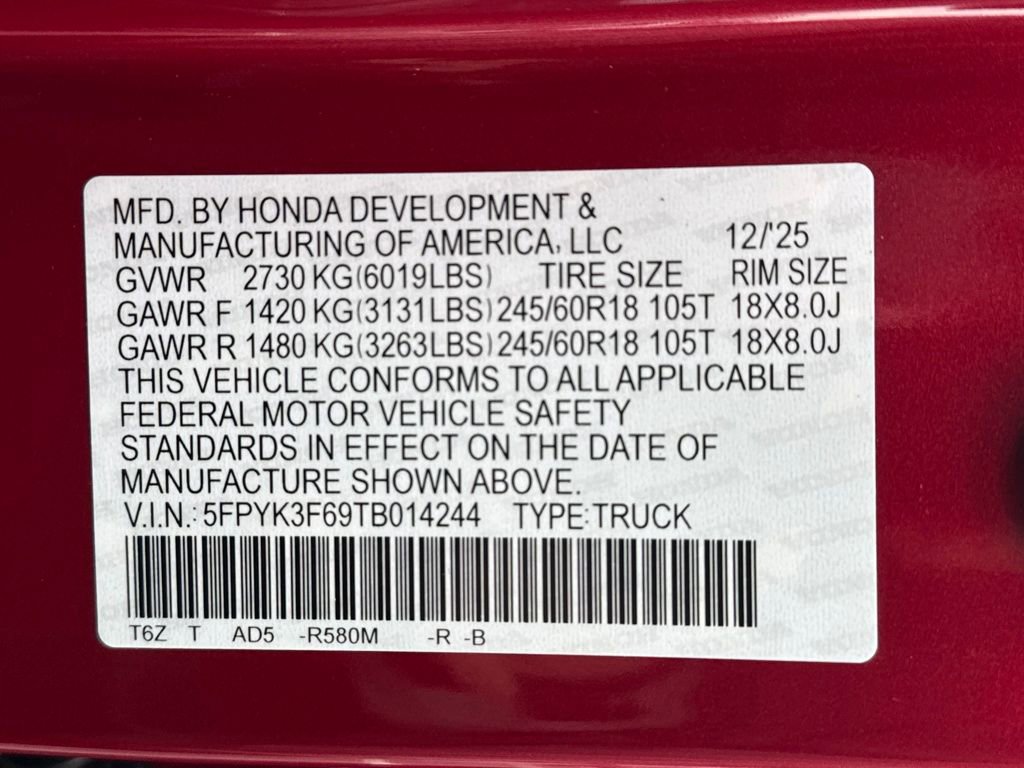 MFD. BY HONDA DEVELOPMENT &
MANUFACTURING OF AMERICA, LLC 12/'25
GVWR 2730 KG(6019LBS) TIRE SIZE RIM SIZE
GAWR F 1420 KG(3131LBS) 245/60R18 105T 18X8.0J
GAWR R 1480 KG(3263LBS) 245/60R18 105T 18X8.0J
THIS VEHICLE CONFORMS TO ALL APPLICABLE
FEDERAL MOTOR VEHICLE SAFETY
STANDARDS IN EFFECT ON THE DATE OF
MANUFACTURE SHOWN ABOVE.
V.I.N.: 5FPYK3F69TB014244 TYPE:TRUCK
T6Z T AD5 -R580M -R -B